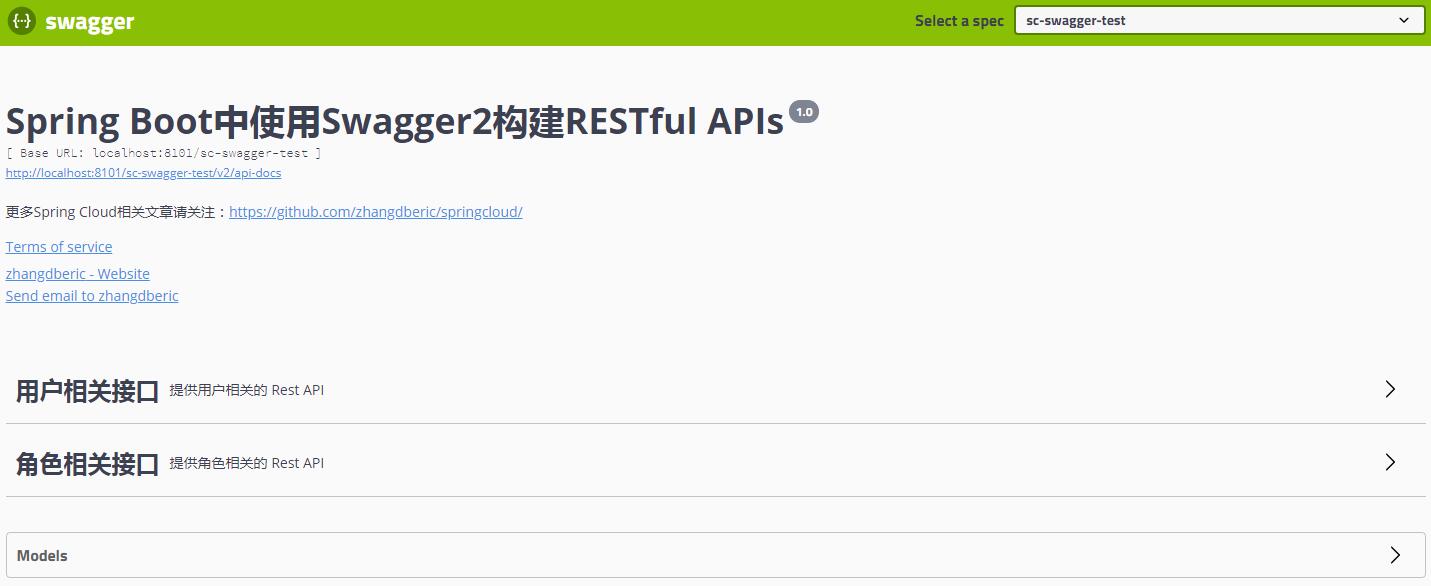 swagger
Select a spec
sc-swagger-test
Spring Boot中使用Swagger2构建RESTful APIs 1.0
[ Base URL: localhost:8101/sc-swagger-test ]
http://localhost:8101/sc-swagger-test/v2/api-docs
更多Spring Cloud相关文章请关注：https://github.com/zhangdberic/springcloud/
Terms of service
zhangdberic - Website
Send email to zhangdberic
用户相关接口 提供用户相关的 Rest API
角色相关接口 提供角色相关的 Rest API
Models